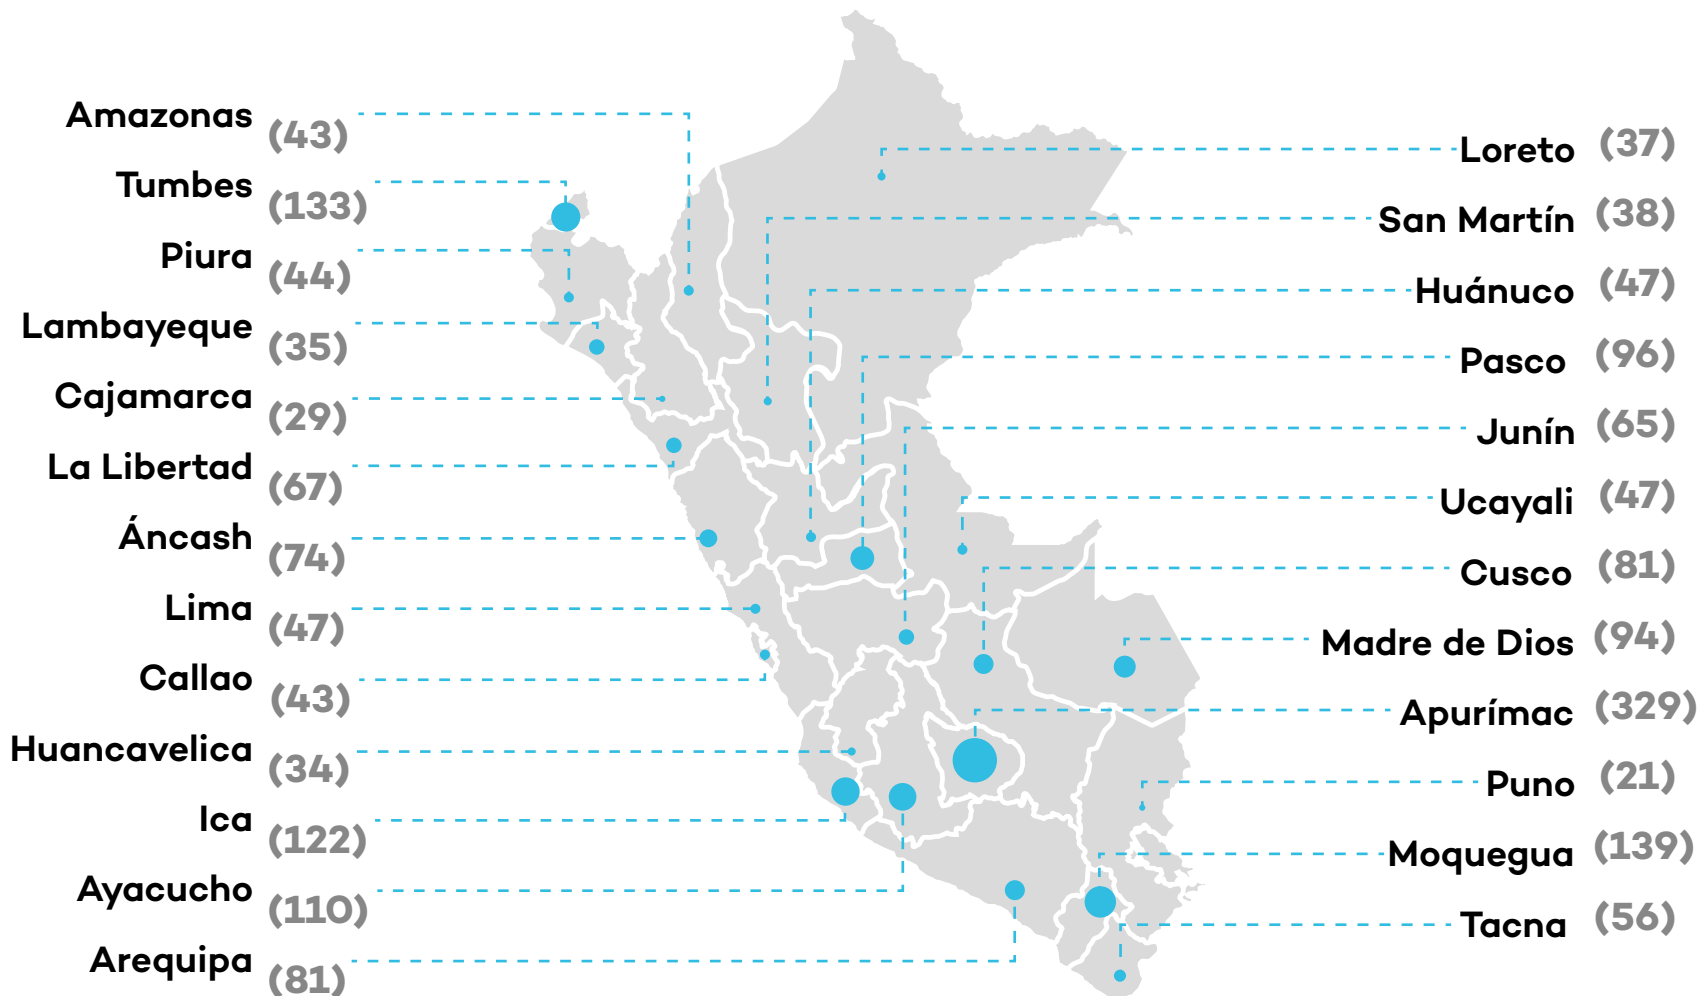 Amazonas (43)
Tumbes (133)
Piura (44)
Lambayeque (35)
Cajamarca (29)
La Libertad (67)
Áncash (74)
Lima (47)
Callao (43)
Huancavelica (34)
Ica (122)
Ayacucho (110)
Arequipa (81)
Loreto (37)
San Martín (38)
Huánuco (47)
Pasco (96)
Junín (65)
Ucayali (47)
Cusco (81)
Madre de Dios (94)
Apurímac (329)
Puno (21)
Moquegua (139)
Tacna (56)